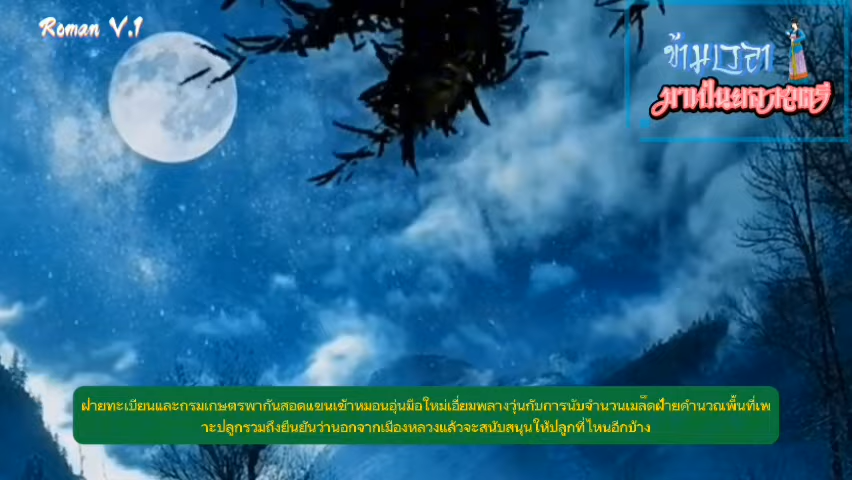 Roman V.1
ข้ามเวลา
มาเป็นยอดสตรี
ฝ่ายทะเบียนและกรมเกษตรพากันสอดแขนเข้าหมอนอุ่นมือใหม่เอี่ยมพลางวุ่นกับการนับจำนวนเมล็ดฝ้ายคำนวณพื้นที่เพ
าะปลูกรวมถึงยืนยันว่านอกจากเมืองหลวงแล้วจะสนับสนุนให้ปลูกที่ไหนอีกบ้าง